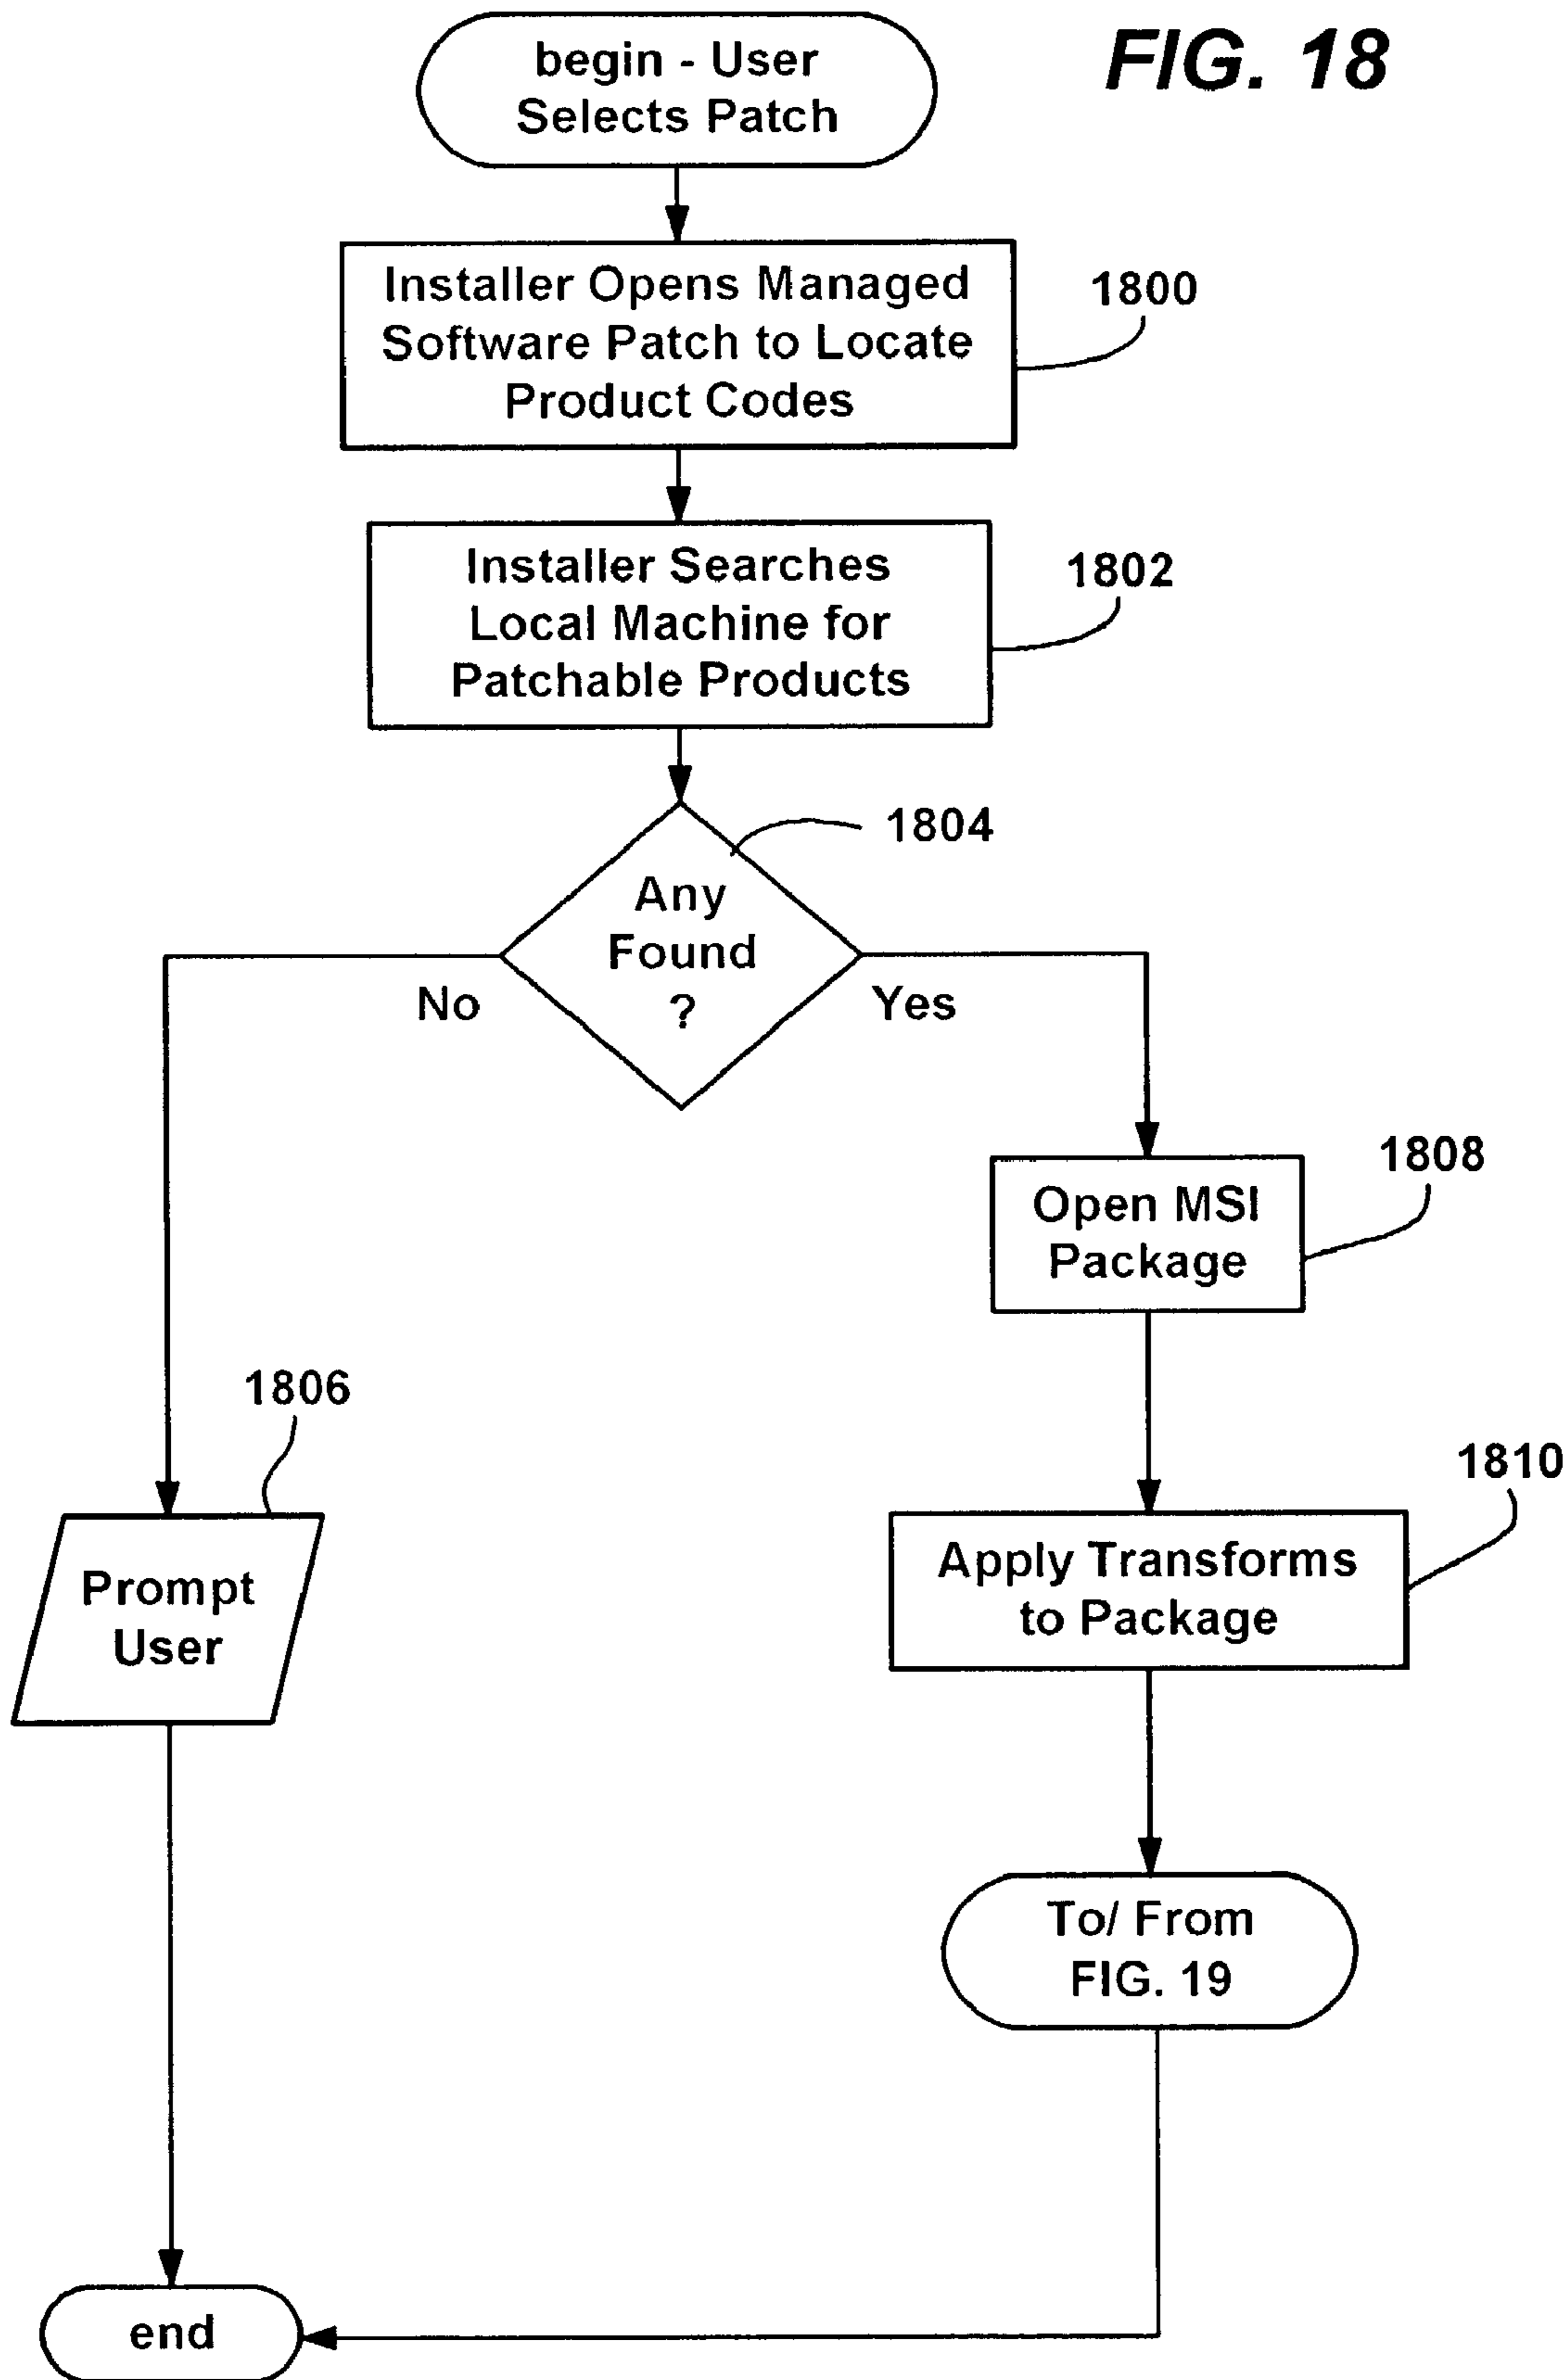 FIG. 18
begin - User
Selects Patch
Installer Opens Managed
Software Patch to Locate
Product Codes
1800
Installer Searches
Local Machine for
Patchable Products
1802
1804
Any
Found
?
No
Yes
1808
Open MSI
Package
1806
Prompt
User
1810
Apply Transforms
to Package
To/ From
FIG. 19
end